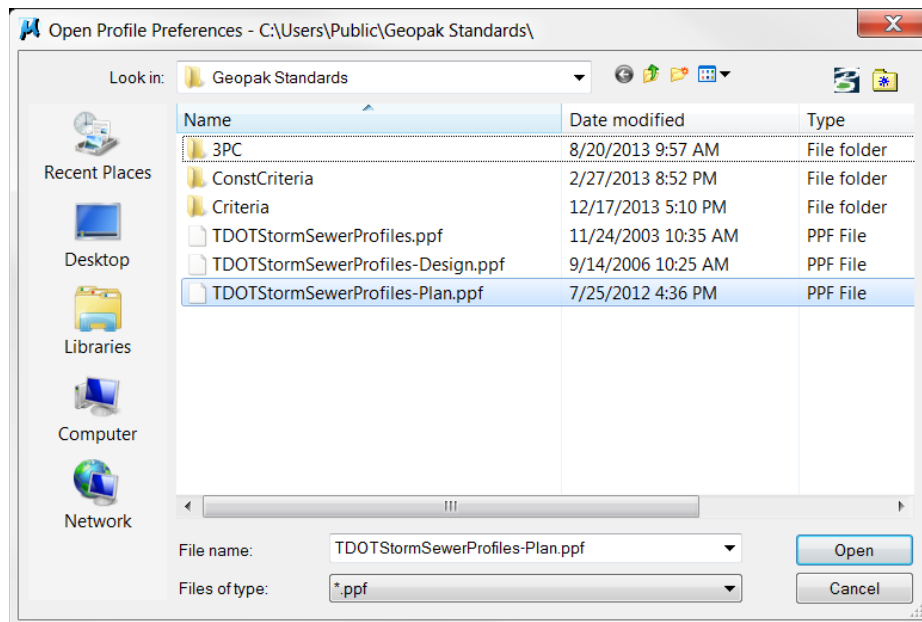 Open Profile Preferences - C:\Users\Public\Geopak Standards\
Look in: Geopak Standards
Name Date modified Type
3PC 8/20/2013 9:57 AM File folder
ConstCriteria 2/27/2013 8:52 PM File folder
Criteria 12/17/2013 5:10 PM File folder
TDOTStormSewerProfiles.ppf 11/24/2003 10:35 AM PPF File
TDOTStormSewerProfiles-Design.ppf 9/14/2006 10:25 AM PPF File
TDOTStormSewerProfiles-Plan.ppf 7/25/2012 4:36 PM PPF File
Recent Places
Desktop
Libraries
Computer
Network
File name: TDOTStormSewerProfiles-Plan.ppf Open
Files of type: *.ppf Cancel